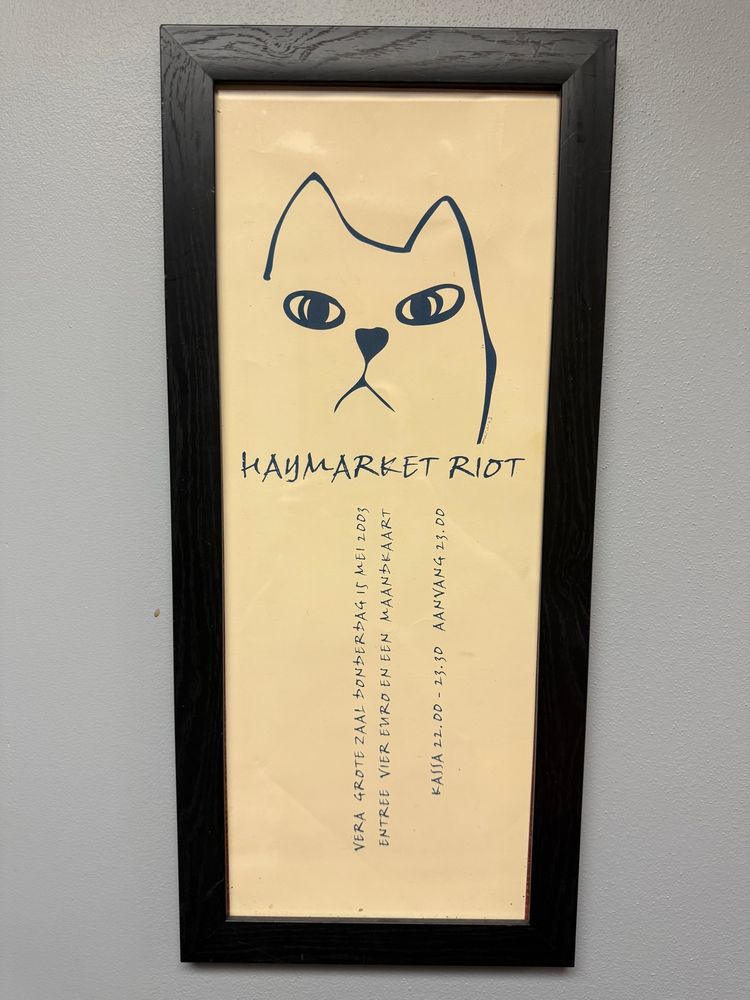 HAYMARKET RIOT
VERA GROTE ZAAL DONDERDAG 15 MEI 2003
ENTREE VIER EURO EN EEN MAANDKAART
KASSA 22.00 - 23.30 AANVANG 23.00